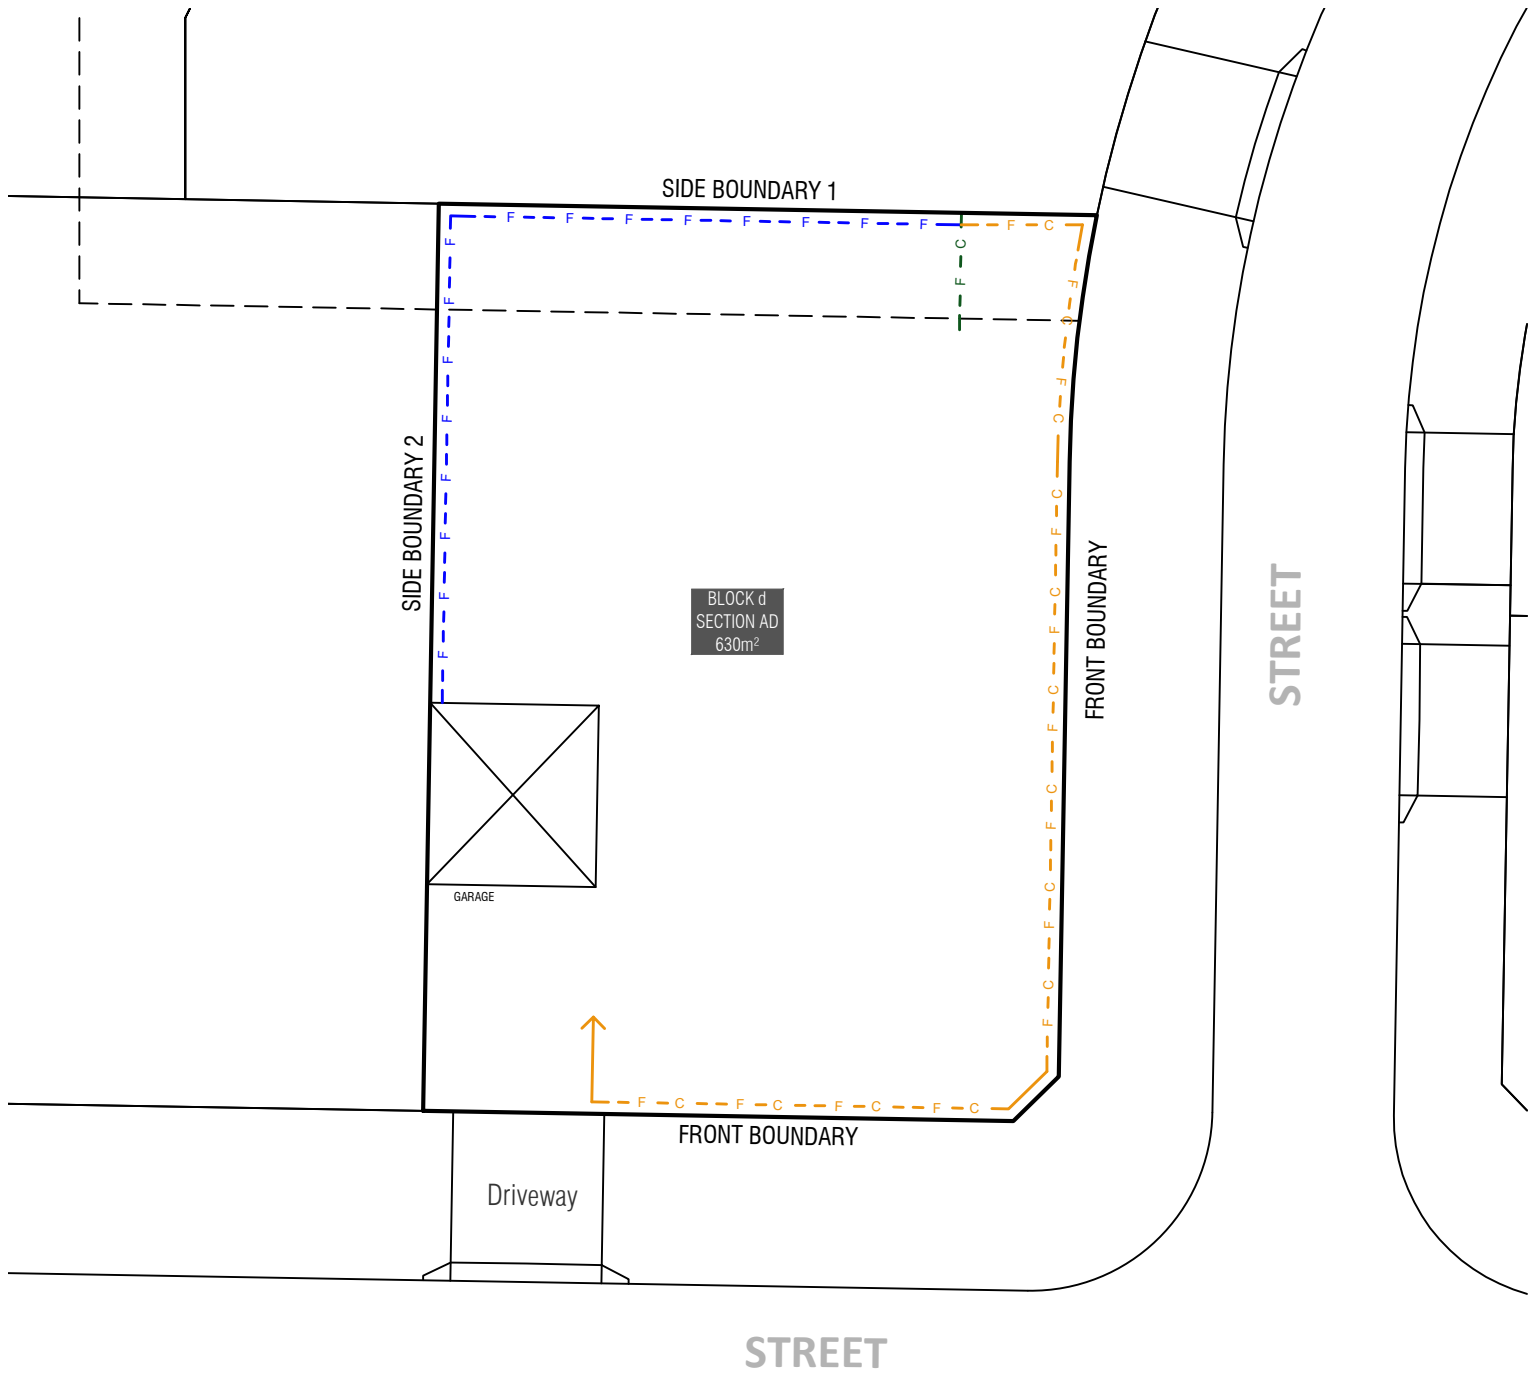 SIDE BOUNDARY 1
F F F F F F F F F C
C
F
F F F F F F F F
F C F C
SIDE BOUNDARY 2
C F C F C F C F C F C F
BLOCK d
SECTION AD
630m²
FRONT BOUNDARY
STREET
GARAGE
F C F C F C F C
FRONT BOUNDARY
Driveway
STREET